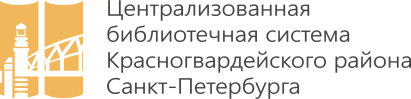 Централизованная
библиотечная система
Красногвардейского района
Санкт-Петербурга